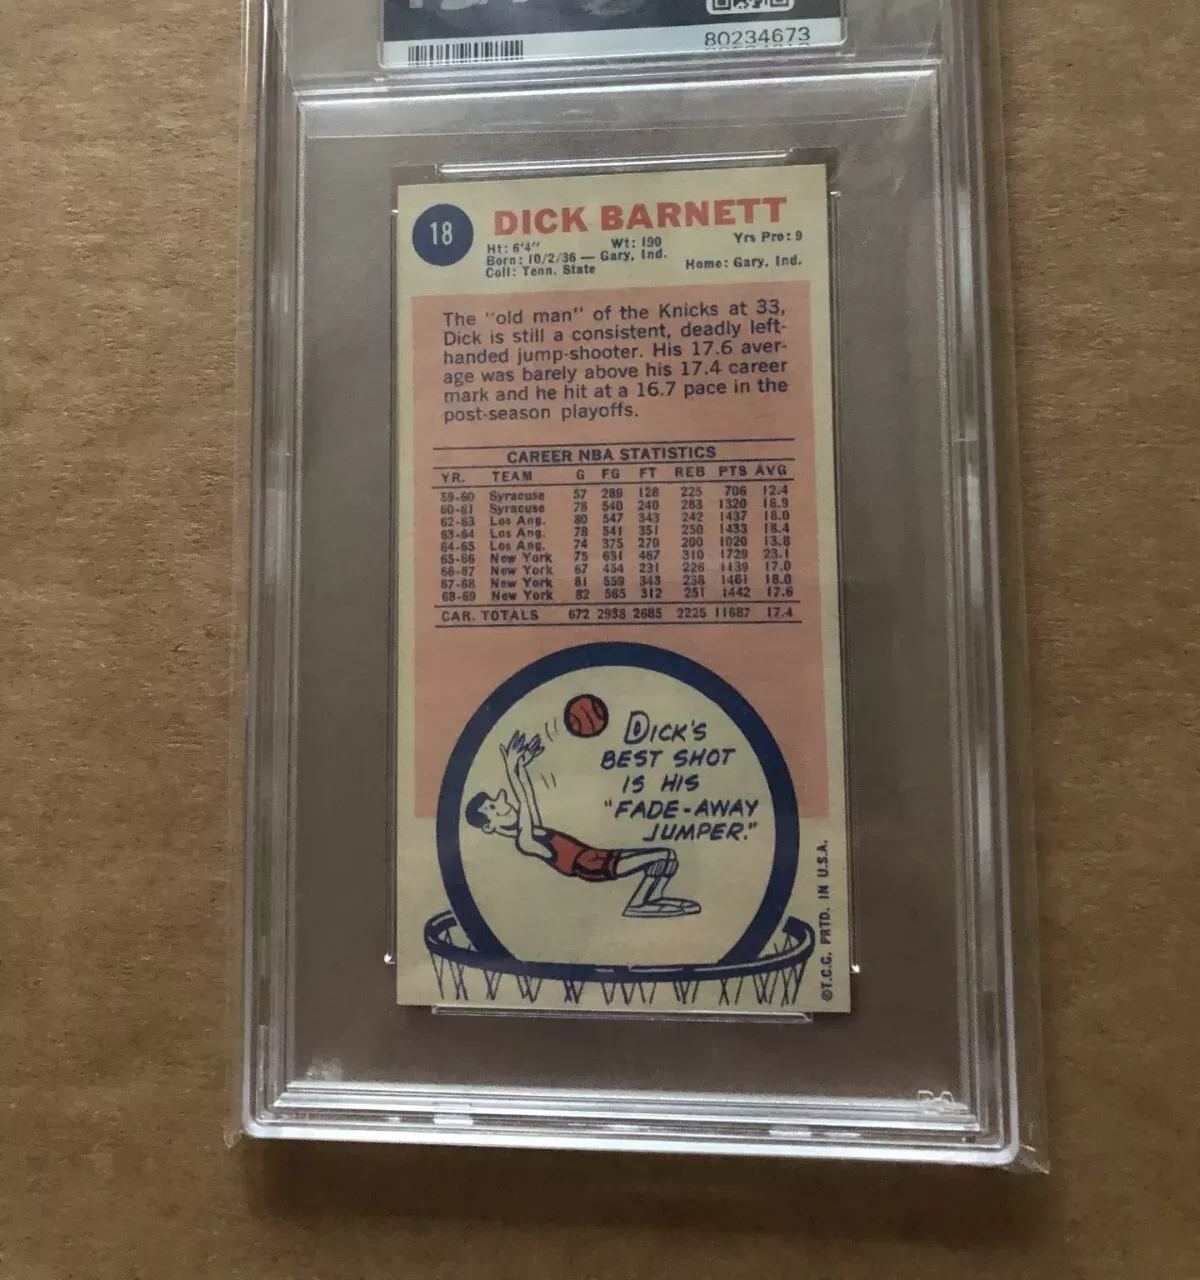 80234673
18
DICK BARNETT
Ht: 6'4" Wt: 190 Yrs Pro: 9
Born: 10/2/36 — Gary, Ind.
Coll: Tenn. State Home: Gary, Ind.
The "old man" of the Knicks at 33,
Dick is still a consistent, deadly left-
handed jump-shooter. His 17.6 aver-
age was barely above his 17.4 career
mark and he hit at a 16.7 pace in the
post-season playoffs.
CAREER NBA STATISTICS
YR. TEAM G FG FT REB PTS AVG
59-60 Syracuse 57 289 128 225 706 12.4
60-61 Syracuse 78 540 240 283 1320 16.9
62-63 Los Ang. 80 547 343 242 1437 18.0
63-64 Los Ang. 78 541 351 250 1433 18.4
64-65 Los Ang. 74 375 270 200 1020 13.8
65-66 New York 75 631 467 310 1729 23.1
66-67 New York 67 454 231 226 1139 17.0
67-68 New York 81 559 343 238 1461 18.0
68-69 New York 82 565 312 251 1442 17.6
CAR. TOTALS 672 2938 2685 2225 11687 17.4
DICK'S
BEST SHOT
IS HIS
"FADE-AWAY
JUMPER."
©T.C.G. PRTD. IN U.S.A.